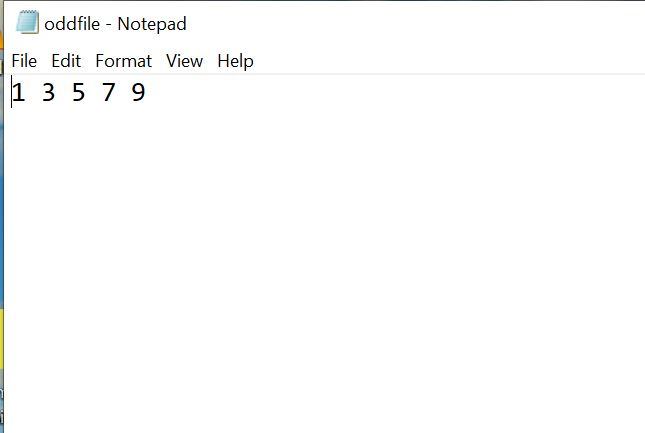 oddfile - Notepad
File Edit Format View Help
1 3 5 7 9